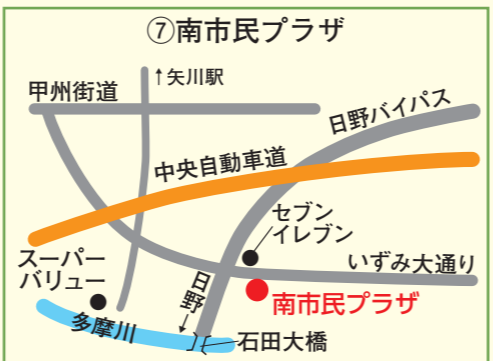 ⑦南市民プラザ
↑矢川駅
甲州街道
日野バイパス
中央自動車道
セブン
イレブン
いずみ大通り
スーパー
バリュー
日野
↓
南市民プラザ
多摩川
石田大橋